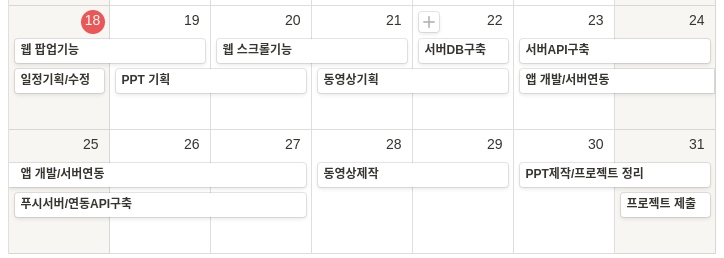 18 19 20 21 22 23 24
웹 팝업기능 웹 스크롤기능 서버DB구축 서버API구축
일정기획/수정 PPT 기획 동영상기획 앱 개발/서버연동
25 26 27 28 29 30 31
앱 개발/서버연동 동영상제작 PPT제작/프로젝트 정리
푸시서버/연동API구축 프로젝트 제출